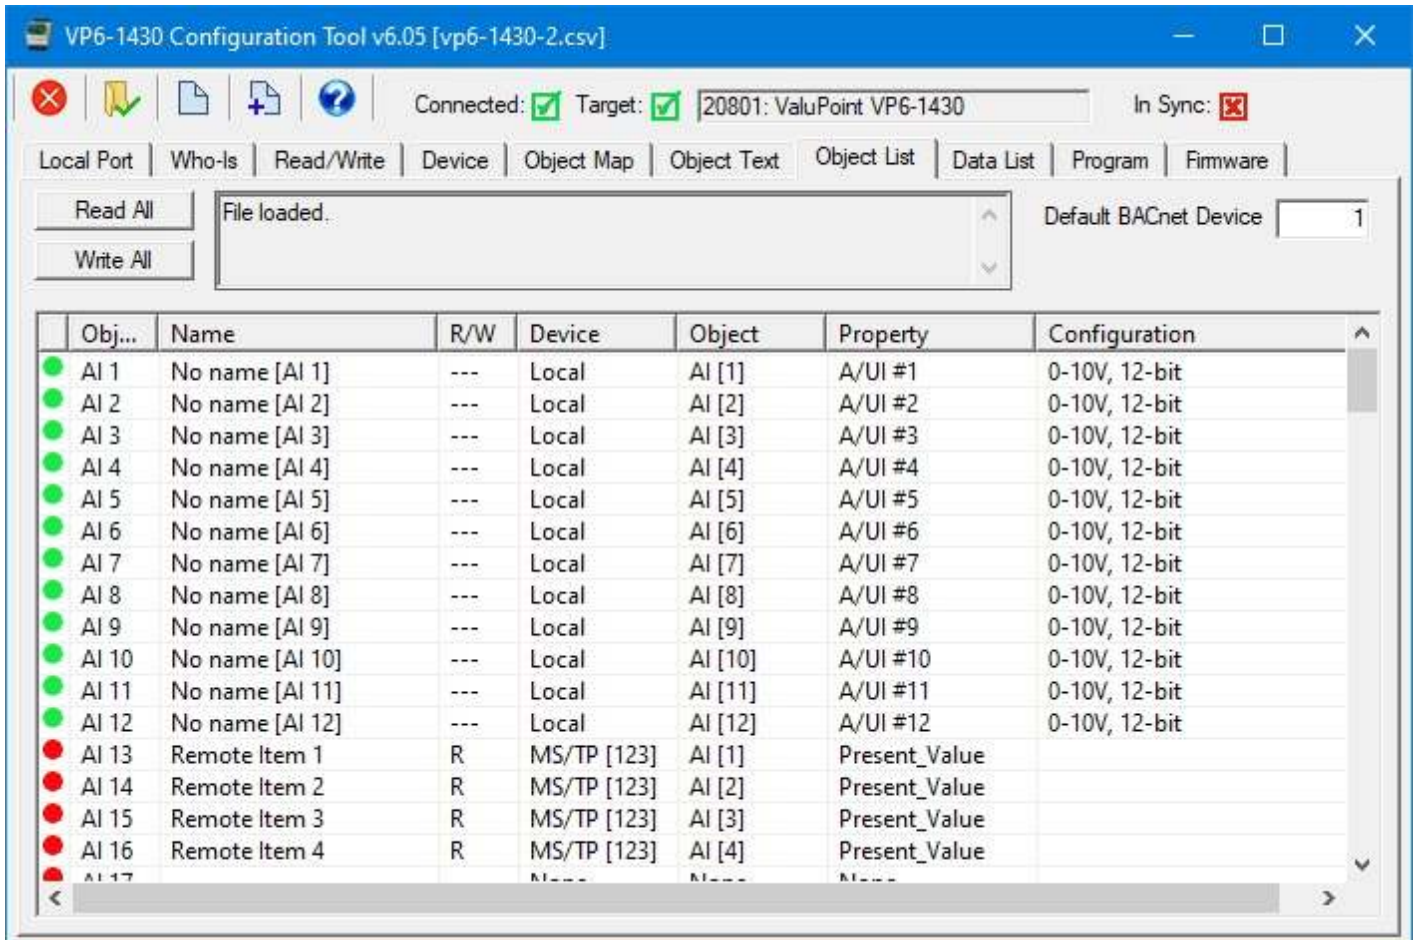 VP6-1430 Configuration Tool v6.05 [vp6-1430-2.csv]
Connected: Target: 20801: ValuPoint VP6-1430 In Sync:
Local Port Who-Is Read/Write Device Object Map Object Text Object List Data List Program Firmware
Read All File loaded. Default BACnet Device 1
Write All
Obj... Name R/W Device Object Property Configuration
AI 1 No name [AI 1] --- Local AI [1] A/UI #1 0-10V, 12-bit
AI 2 No name [AI 2] --- Local AI [2] A/UI #2 0-10V, 12-bit
AI 3 No name [AI 3] --- Local AI [3] A/UI #3 0-10V, 12-bit
AI 4 No name [AI 4] --- Local AI [4] A/UI #4 0-10V, 12-bit
AI 5 No name [AI 5] --- Local AI [5] A/UI #5 0-10V, 12-bit
AI 6 No name [AI 6] --- Local AI [6] A/UI #6 0-10V, 12-bit
AI 7 No name [AI 7] --- Local AI [7] A/UI #7 0-10V, 12-bit
AI 8 No name [AI 8] --- Local AI [8] A/UI #8 0-10V, 12-bit
AI 9 No name [AI 9] --- Local AI [9] A/UI #9 0-10V, 12-bit
AI 10 No name [AI 10] --- Local AI [10] A/UI #10 0-10V, 12-bit
AI 11 No name [AI 11] --- Local AI [11] A/UI #11 0-10V, 12-bit
AI 12 No name [AI 12] --- Local AI [12] A/UI #12 0-10V, 12-bit
AI 13 Remote Item 1 R MS/TP [123] AI [1] Present_Value
AI 14 Remote Item 2 R MS/TP [123] AI [2] Present_Value
AI 15 Remote Item 3 R MS/TP [123] AI [3] Present_Value
AI 16 Remote Item 4 R MS/TP [123] AI [4] Present_Value
AI 17 None None None